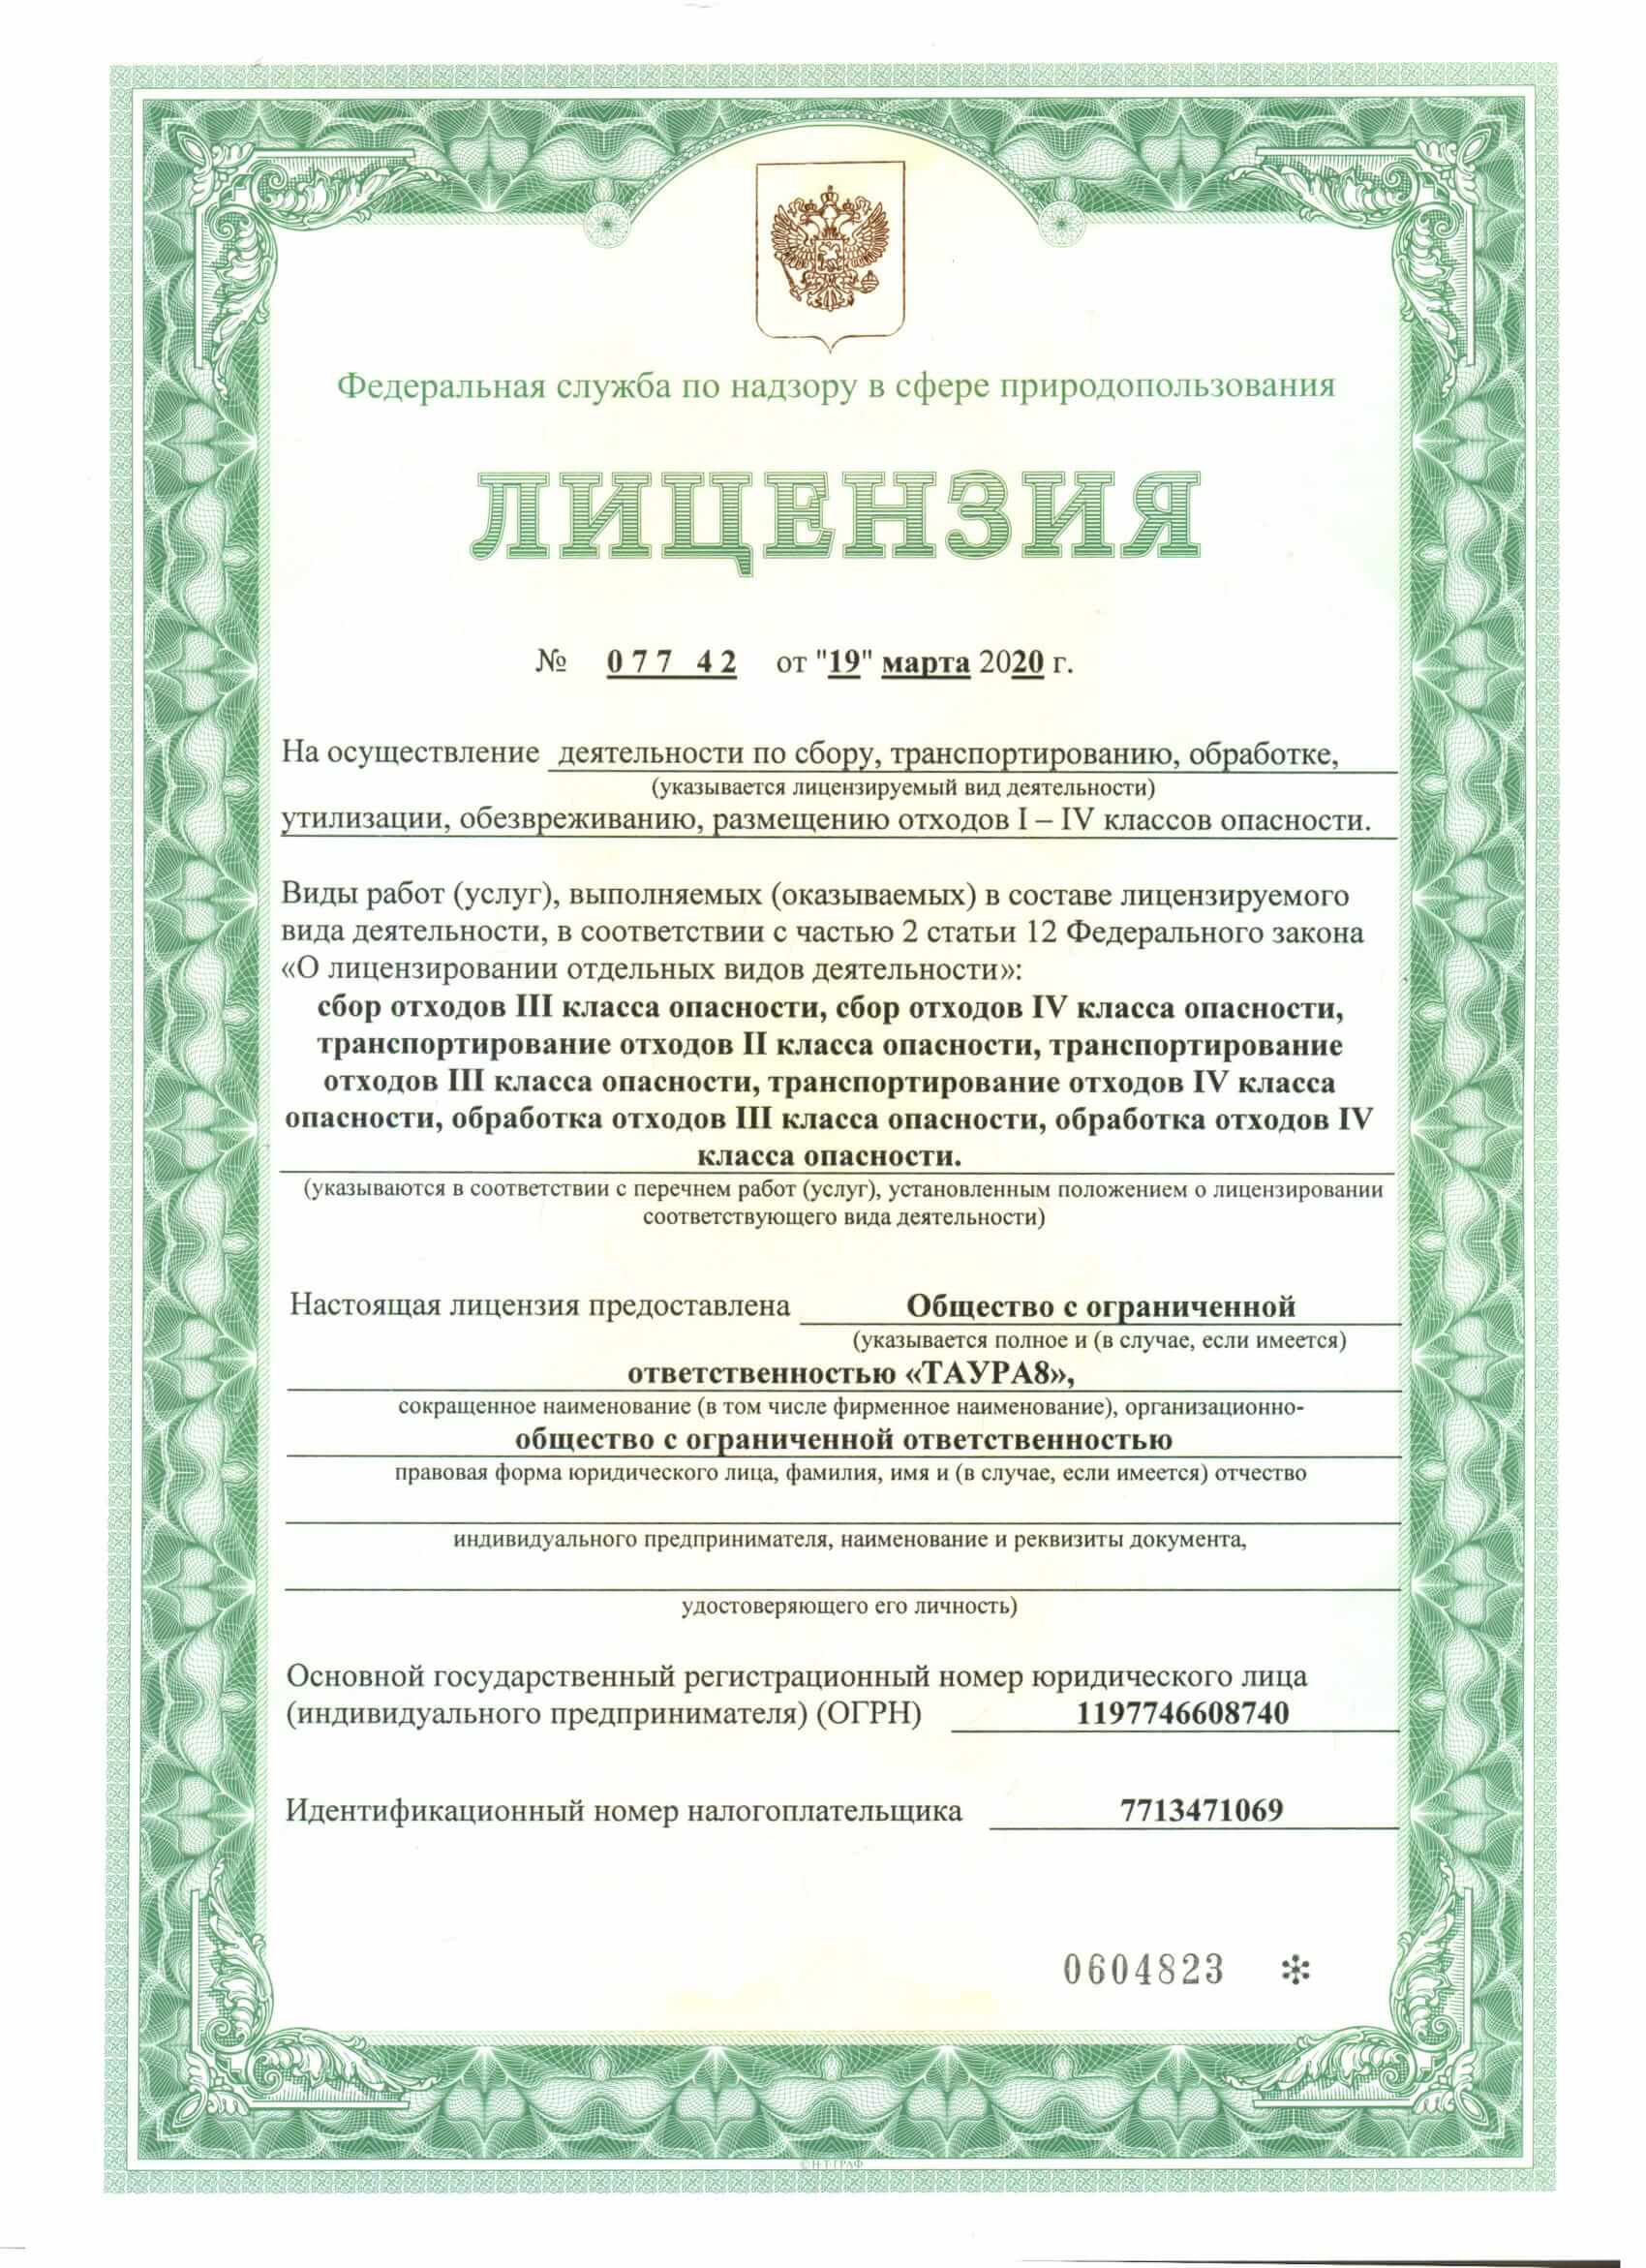 Федеральная служба по надзору в сфере природопользования
ЛИЦЕНЗИЯ
№ 077 42 от "19" марта 2020 г.
На осуществление деятельности по сбору, транспортированию, обработке,
(указывается лицензируемый вид деятельности)
утилизации, обезвреживанию, размещению отходов I – IV классов опасности.
Виды работ (услуг), выполняемых (оказываемых) в составе лицензируемого
вида деятельности, в соответствии с частью 2 статьи 12 Федерального закона
«О лицензировании отдельных видов деятельности»:
сбор отходов III класса опасности, сбор отходов IV класса опасности,
транспортирование отходов II класса опасности, транспортирование
отходов III класса опасности, транспортирование отходов IV класса
опасности, обработка отходов III класса опасности, обработка отходов IV
класса опасности.
(указываются в соответствии с перечнем работ (услуг), установленным положением о лицензировании
соответствующего вида деятельности)
Настоящая лицензия предоставлена Общество с ограниченной
(указывается полное и (в случае, если имеется)
ответственностью «ТАУРА8»,
сокращенное наименование (в том числе фирменное наименование), организационно-
общество с ограниченной ответственностью
правовая форма юридического лица, фамилия, имя и (в случае, если имеется) отчество
индивидуального предпринимателя, наименование и реквизиты документа,
удостоверяющего его личность)
Основной государственный регистрационный номер юридического лица
(индивидуального предпринимателя) (ОГРН) 1197746608740
Идентификационный номер налогоплательщика 7713471069
0604823 *
© Н-Т-ГРАФ